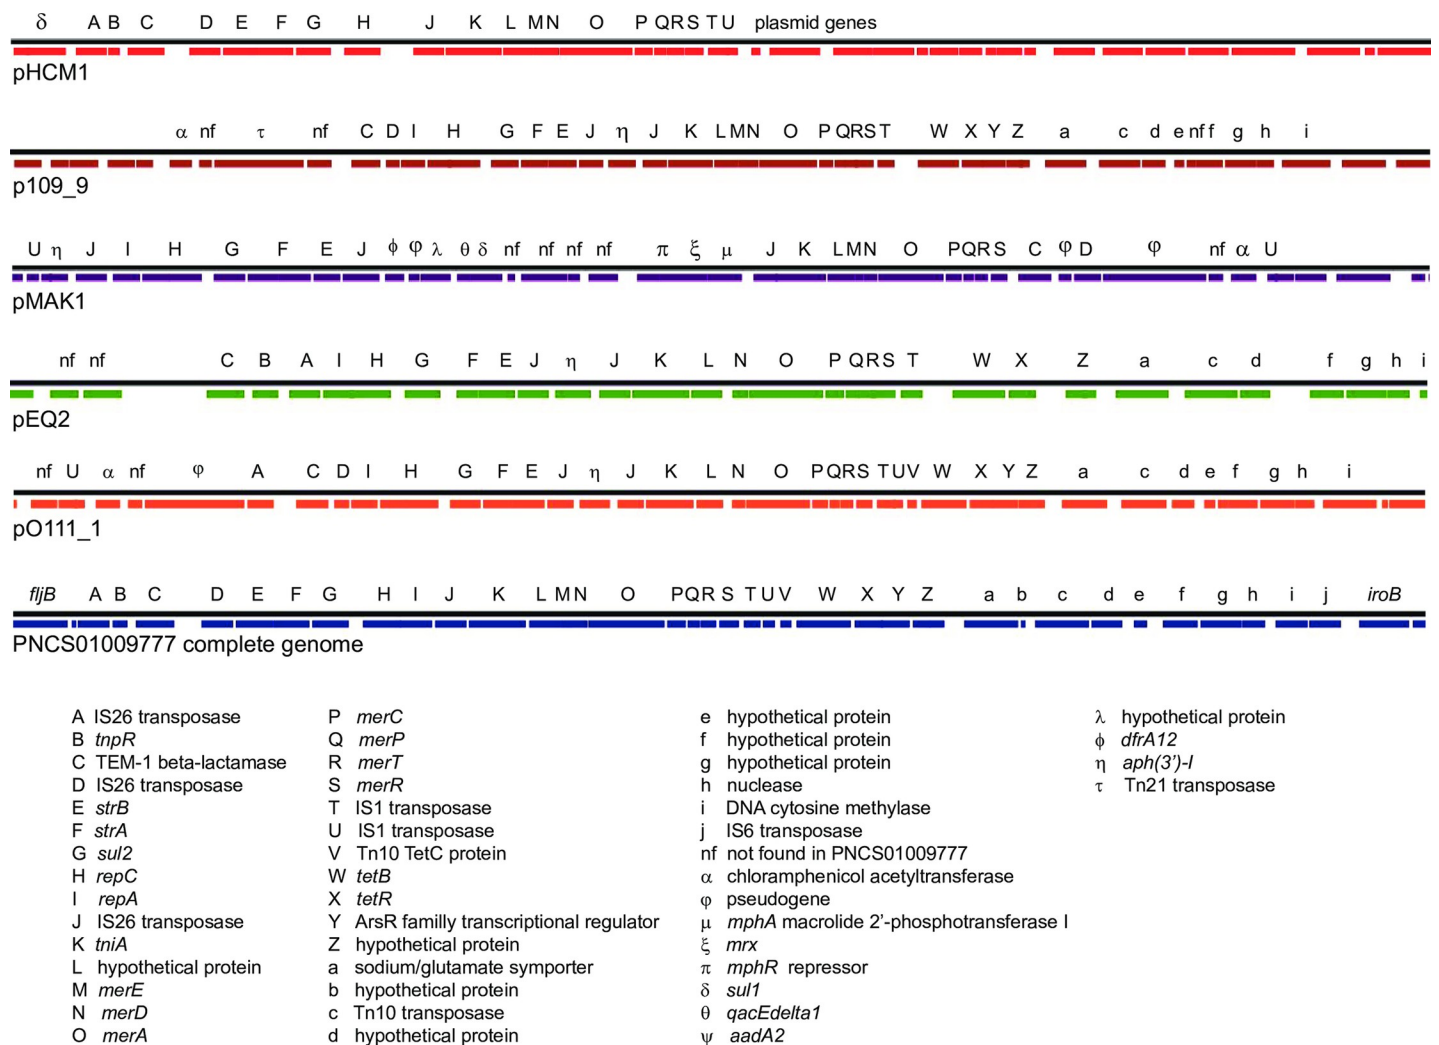 δ A B C D E F G H J K L M N O P Q R S T U plasmid genes
pHCM1
α nf τ nf C D I H G F E J η J K L M N O P Q R S T W X Y Z a c d e nf f g h i
p109_9
U η J I H G F E J ϕ φ λ θ δ nf nf nf nf π ξ μ J K L M N O P Q R S C φ D φ nf α U
pMAK1
nf nf C B A I H G F E J η J K L N O P Q R S T W X Z a c d f g h i
pEQ2
nf U α nf φ A C D I H G F E J η J K L N O P Q R S T U V W X Y Z a c d e f g h i
pO111_1
fljB A B C D E F G H I J K L M N O P Q R S T U V W X Y Z a b c d e f g h i j iroB
PNCS01009777 complete genome
A IS26 transposase
B tnpR
C TEM-1 beta-lactamase
D IS26 transposase
E strB
F strA
G sul2
H repC
I repA
J IS26 transposase
K tniA
L hypothetical protein
M merE
N merD
O merA
P merC
Q merP
R merT
S merR
T IS1 transposase
U IS1 transposase
V Tn10 TetC protein
W tetB
X tetR
Y ArsR familly transcriptional regulator
Z hypothetical protein
a sodium/glutamate symporter
b hypothetical protein
c Tn10 transposase
d hypothetical protein
e hypothetical protein
f hypothetical protein
g hypothetical protein
h nuclease
i DNA cytosine methylase
j IS6 transposase
nf not found in PNCS01009777
α chloramphenicol acetyltransferase
φ pseudogene
μ mphA macrolide 2'-phosphotransferase I
ξ mrx
π mphR repressor
δ sul1
θ qacEdelta1
ψ aadA2
λ hypothetical protein
ϕ dfrA12
η aph(3')-I
τ Tn21 transposase